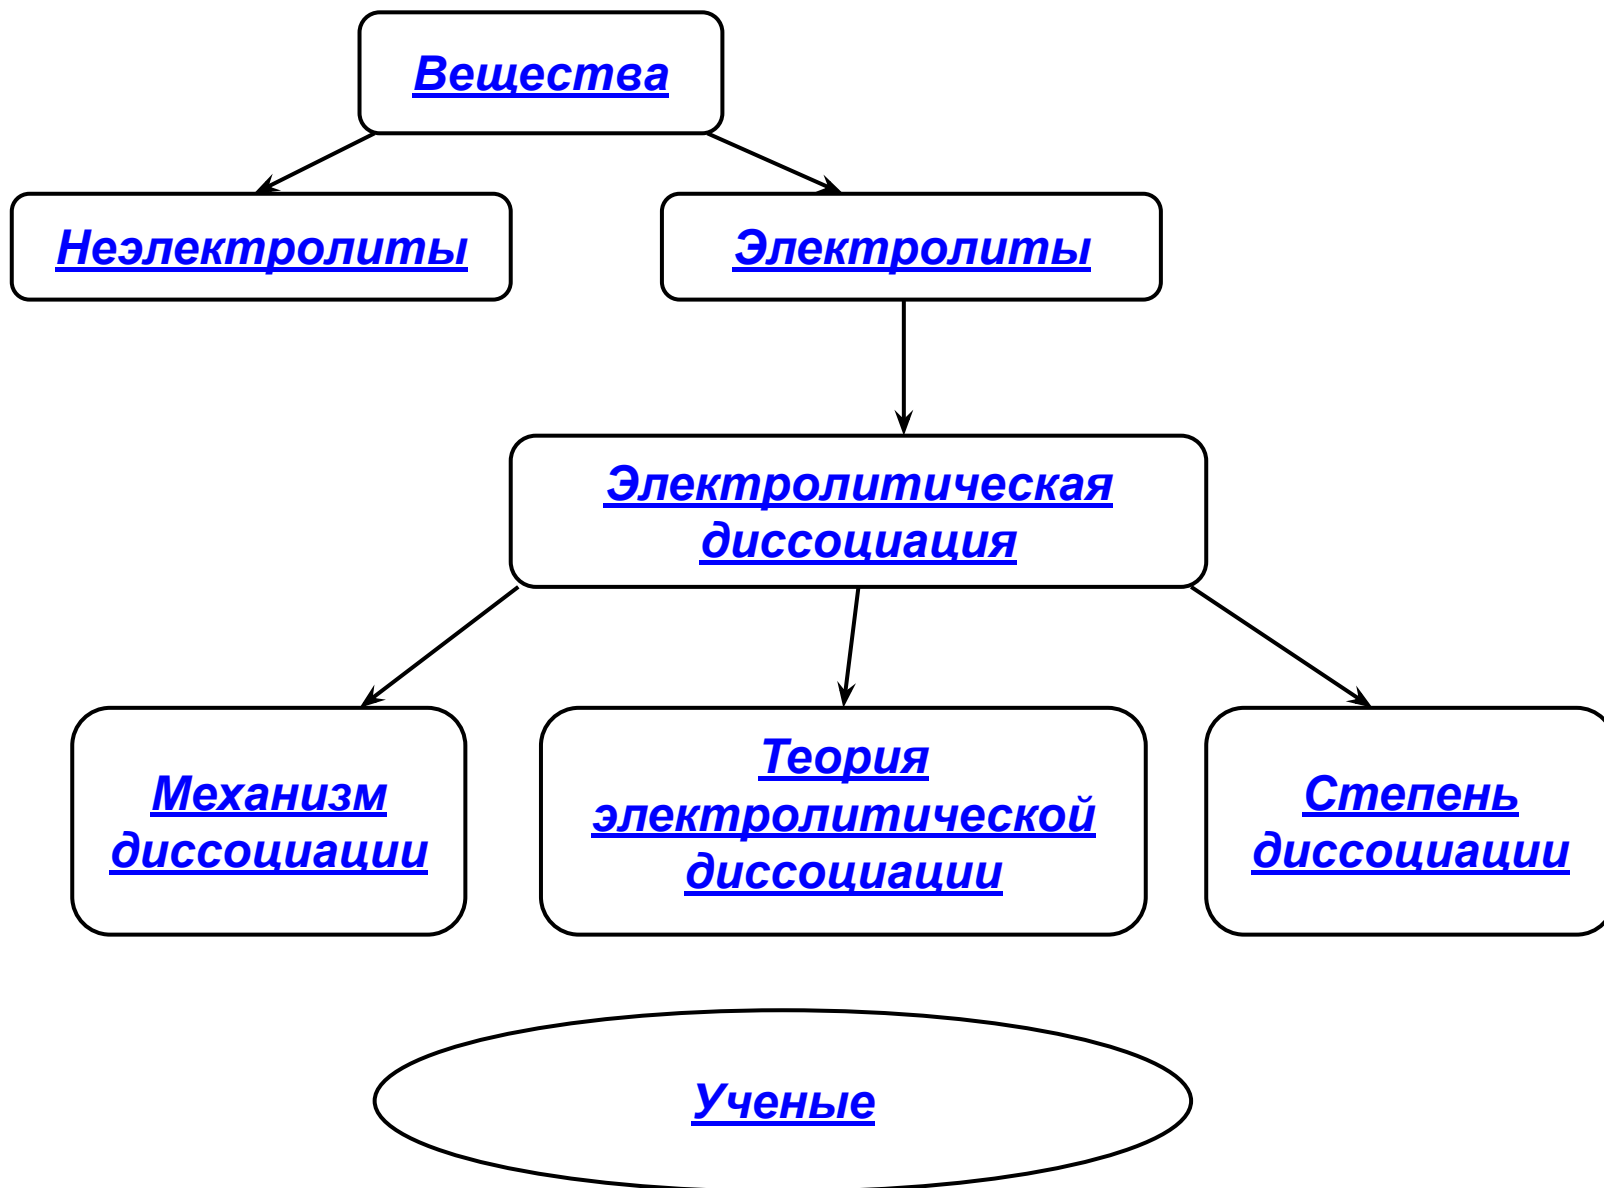 Вещества
Неэлектролиты
Электролиты
Электролитическая
диссоциация
Механизм
диссоциации
Теория
электролитической
диссоциации
Степень
диссоциации
Ученые